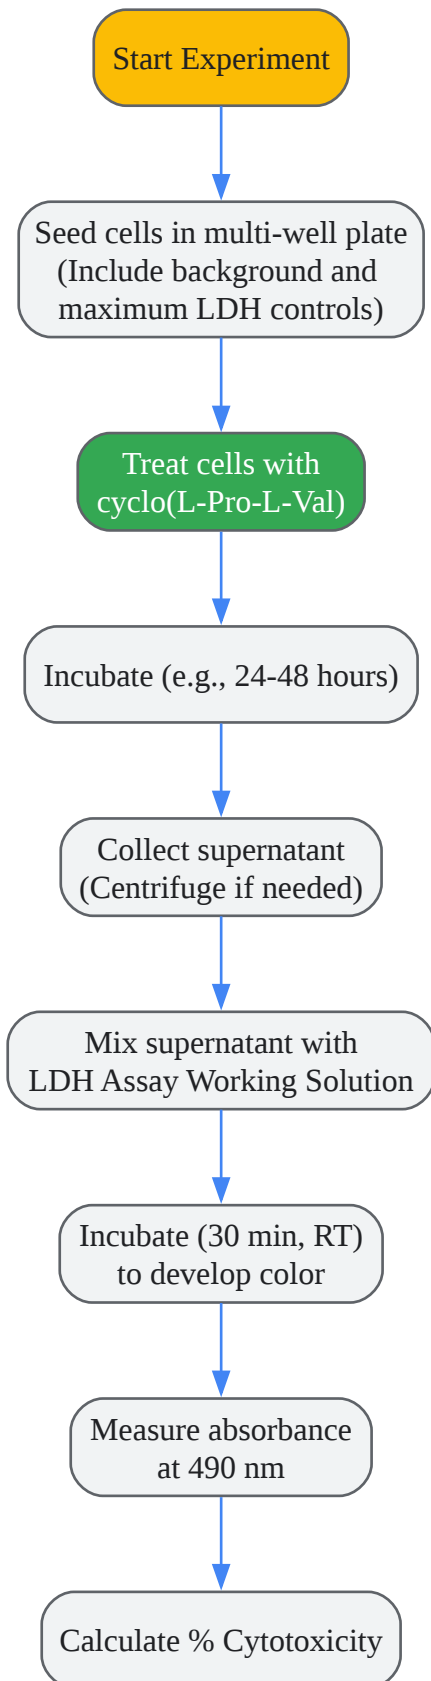 Start Experiment
Seed cells in multi-well plate
(Include background and
maximum LDH controls)
Treat cells with
cyclo(L-Pro-L-Val)
Incubate (e.g., 24-48 hours)
Collect supernatant
(Centrifuge if needed)
Mix supernatant with
LDH Assay Working Solution
Incubate (30 min, RT)
to develop color
Measure absorbance
at 490 nm
Calculate % Cytotoxicity